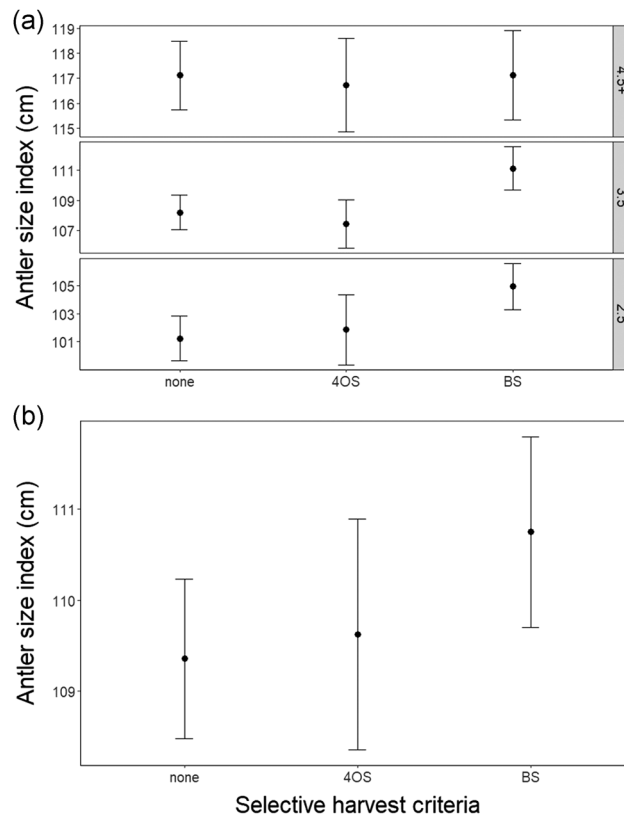 (a)
Antler size index (cm)
119
118
117
116
115
4.5+
111
109
107
3.5
105
103
101
2.5
none 4OS BS
(b)
Antler size index (cm)
111
110
109
none 4OS BS
Selective harvest criteria